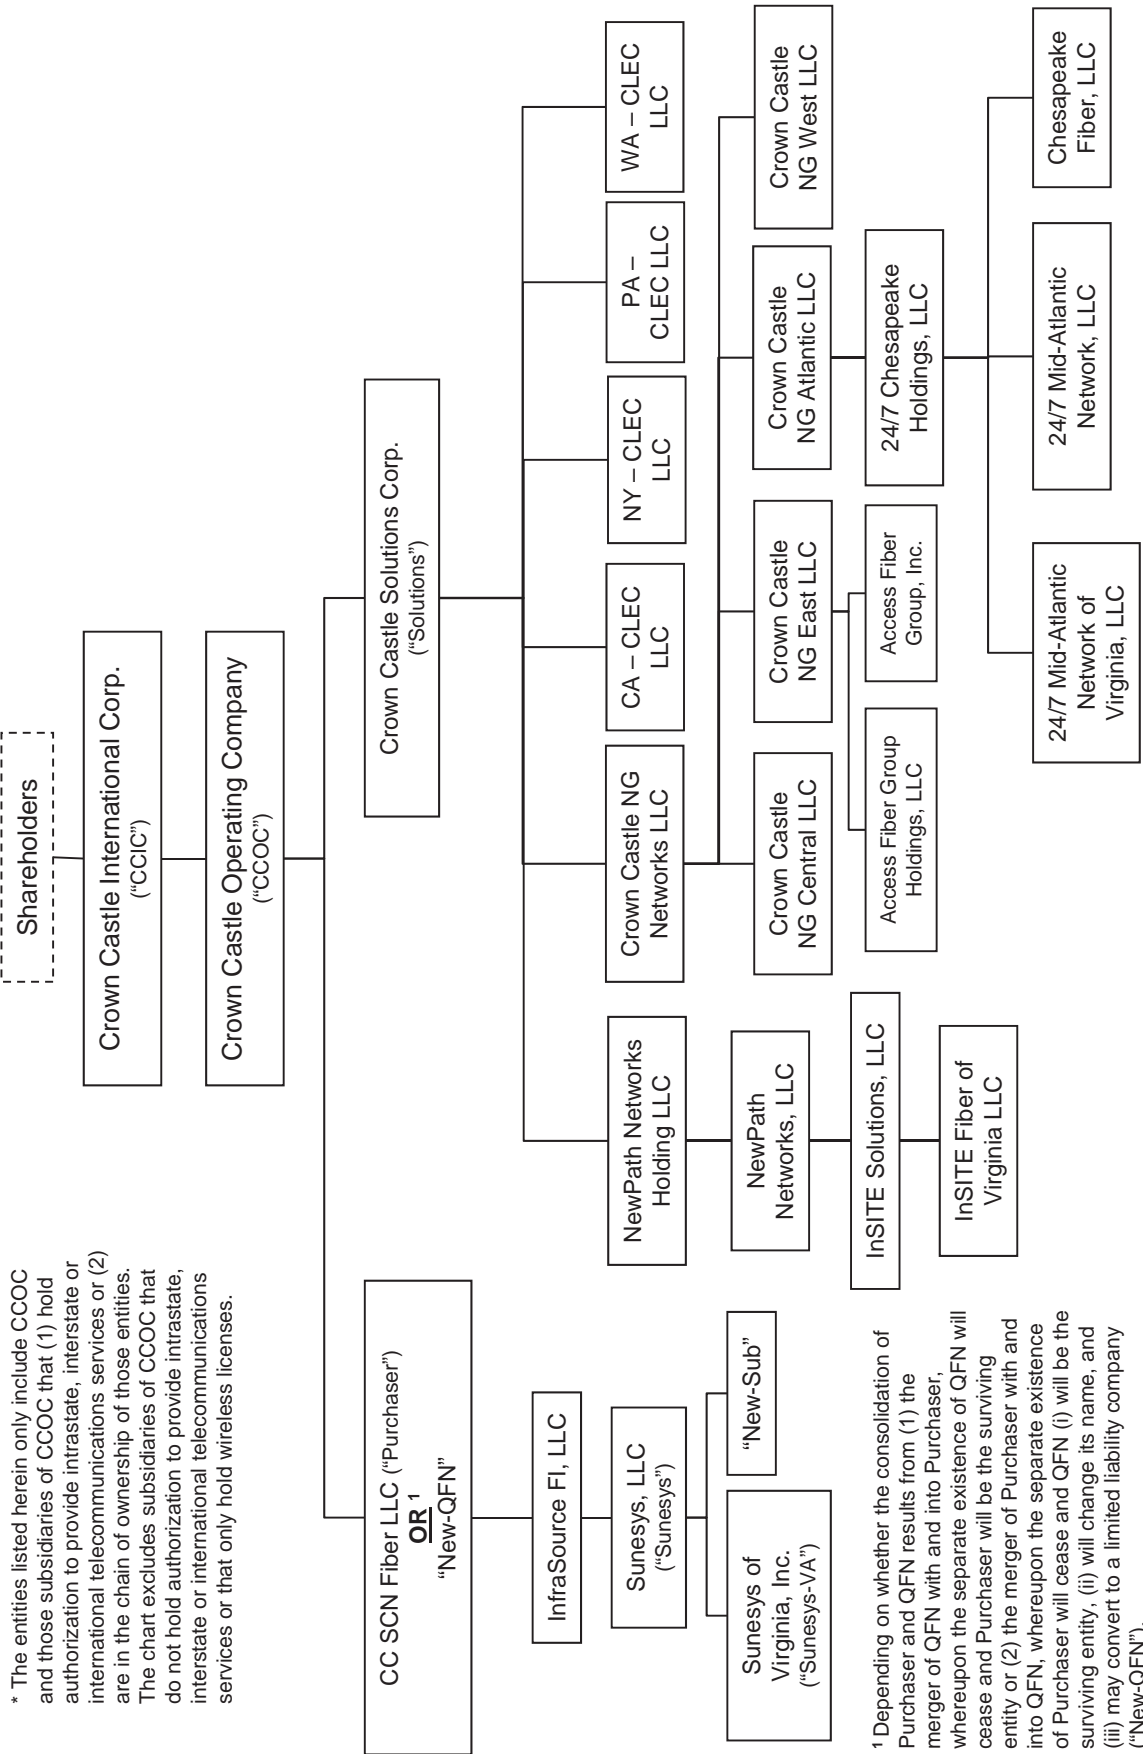 * The entities listed herein only include CCOC
and those subsidiaries of CCOC that (1) hold
authorization to provide intrastate, interstate or
international telecommunications services or (2)
are in the chain of ownership of those entities.
The chart excludes subsidiaries of CCOC that
do not hold authorization to provide intrastate,
interstate or international telecommunications
services or that only hold wireless licenses.
Shareholders
Crown Castle International Corp.
(“CCIC”)
Crown Castle Operating Company
(“CCOC”)
CC SCN Fiber LLC (“Purchaser”)
OR ¹
“New-QFN”
Crown Castle Solutions Corp.
(“Solutions”)
InfraSource FI, LLC
Sunesys, LLC
(“Sunesys”)
Sunesys of
Virginia, Inc.
(“Sunesys-VA”)
“New-Sub”
NewPath Networks
Holding LLC
Crown Castle NG
Networks LLC
CA – CLEC
LLC
NY – CLEC
LLC
PA –
CLEC LLC
WA – CLEC
LLC
NewPath
Networks, LLC
InSITE Solutions, LLC
InSITE Fiber of
Virginia LLC
Crown Castle
NG Central LLC
Crown Castle
NG East LLC
Crown Castle
NG Atlantic LLC
Crown Castle
NG West LLC
Access Fiber Group
Holdings, LLC
Access Fiber
Group, Inc.
24/7 Chesapeake
Holdings, LLC
24/7 Mid-Atlantic
Network of
Virginia, LLC
24/7 Mid-Atlantic
Network, LLC
Chesapeake
Fiber, LLC
¹ Depending on whether the consolidation of
Purchaser and QFN results from (1) the
merger of QFN with and into Purchaser,
whereupon the separate existence of QFN will
cease and Purchaser will be the surviving
entity or (2) the merger of Purchaser with and
into QFN, whereupon the separate existence
of Purchaser will cease and QFN (i) will be the
surviving entity, (ii) will change its name, and
(iii) may convert to a limited liability company
(“New-QFN”).